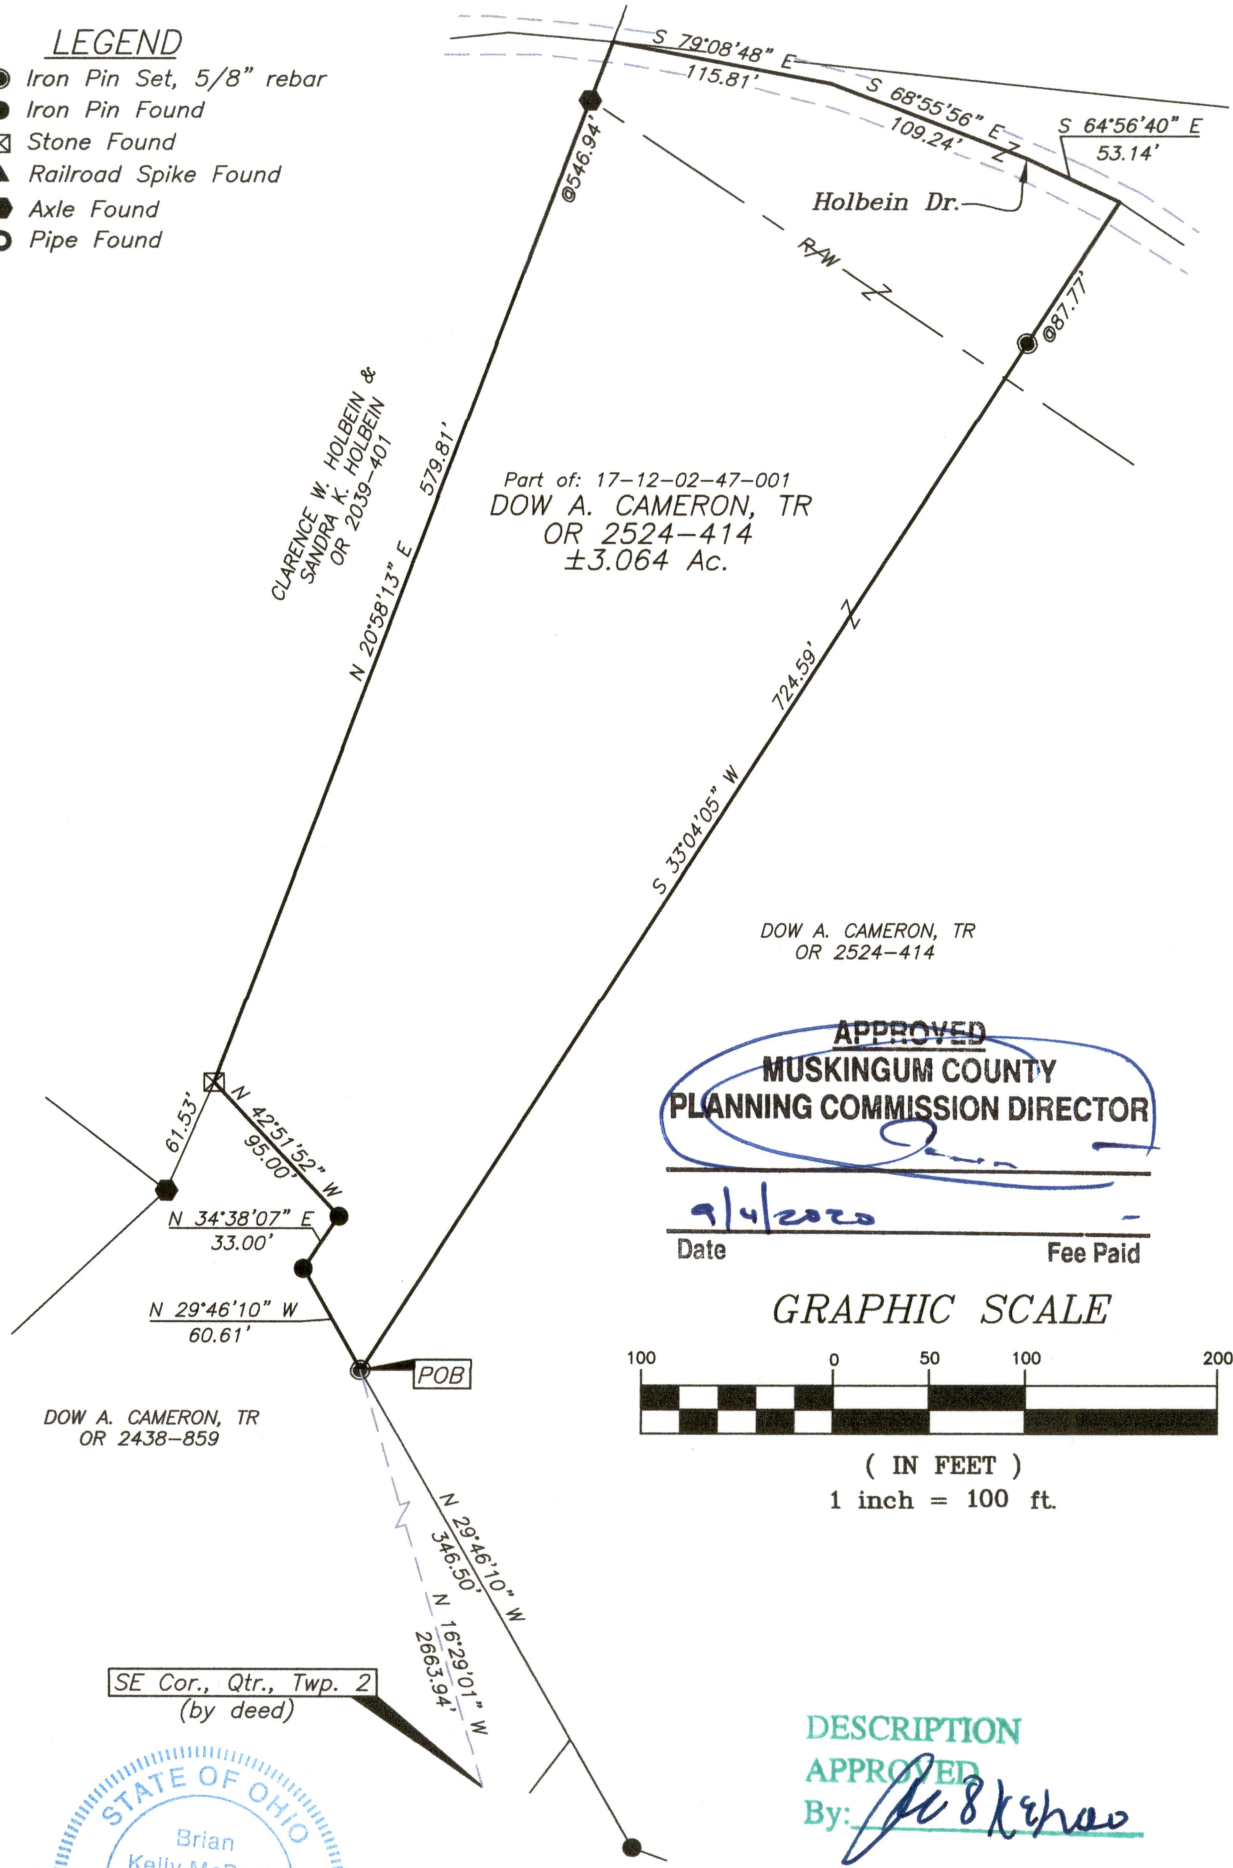 LEGEND
Iron Pin Set, 5/8" rebar
Iron Pin Found
Stone Found
Railroad Spike Found
Axle Found
Pipe Found
S 79°08'48" E
115.81'
S 68°55'56" E
109.24'
S 64°56'40" E
53.14'
Holbein Dr.
@546.94'
R/W
@87.77'
CLARENCE W. HOLBEIN &
SANDRA K. HOLBEIN
OR 2039-401
N 20°58'13" E 579.81'
Part of: 17-12-02-47-001
DOW A. CAMERON, TR
OR 2524-414
±3.064 Ac.
S 33°04'05" W 724.59'
DOW A. CAMERON, TR
OR 2524-414
APPROVED
MUSKINGUM COUNTY
PLANNING COMMISSION DIRECTOR
9/4/2020 -
Date Fee Paid
61.53'
N 42°51'52" W
95.00'
N 34°38'07" E
33.00'
N 29°46'10" W
60.61'
POB
DOW A. CAMERON, TR
OR 2438-859
GRAPHIC SCALE
100 0 50 100 200
( IN FEET )
1 inch = 100 ft.
N 29°46'10" W
346.50'
N 16°29'01" W
2663.94'
SE Cor., Qtr., Twp. 2
(by deed)
STATE OF OHIO
Brian
Kelly
DESCRIPTION
APPROVED
By: